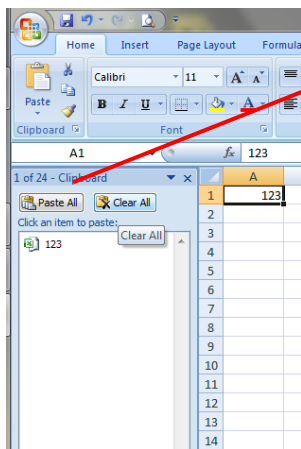 Home Insert Page Layout Formula
Calibri 11 A A
Paste B I U A
Clipboard Font
A1 fx 123
1 of 24 - Clipboard A
Paste All Clear All 1 123
Click an item to paste: 2
Clear All 3
123 4
5
6
7
8
9
10
11
12
13
14